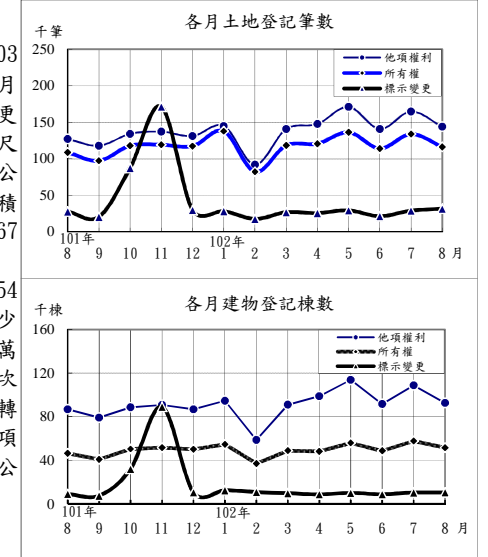 03
月
更
尺
公
積
67
54
少
萬
次
轉
項
公
各月土地登記筆數
千筆
250
200
150
100
50
0
他項權利
所有權
標示變更
101年
102年
8 9 10 11 12 1 2 3 4 5 6 7 8 月
各月建物登記棟數
千棟
160
120
80
40
0
他項權利
所有權
標示變更
101年
102年
8 9 10 11 12 1 2 3 4 5 6 7 8 月